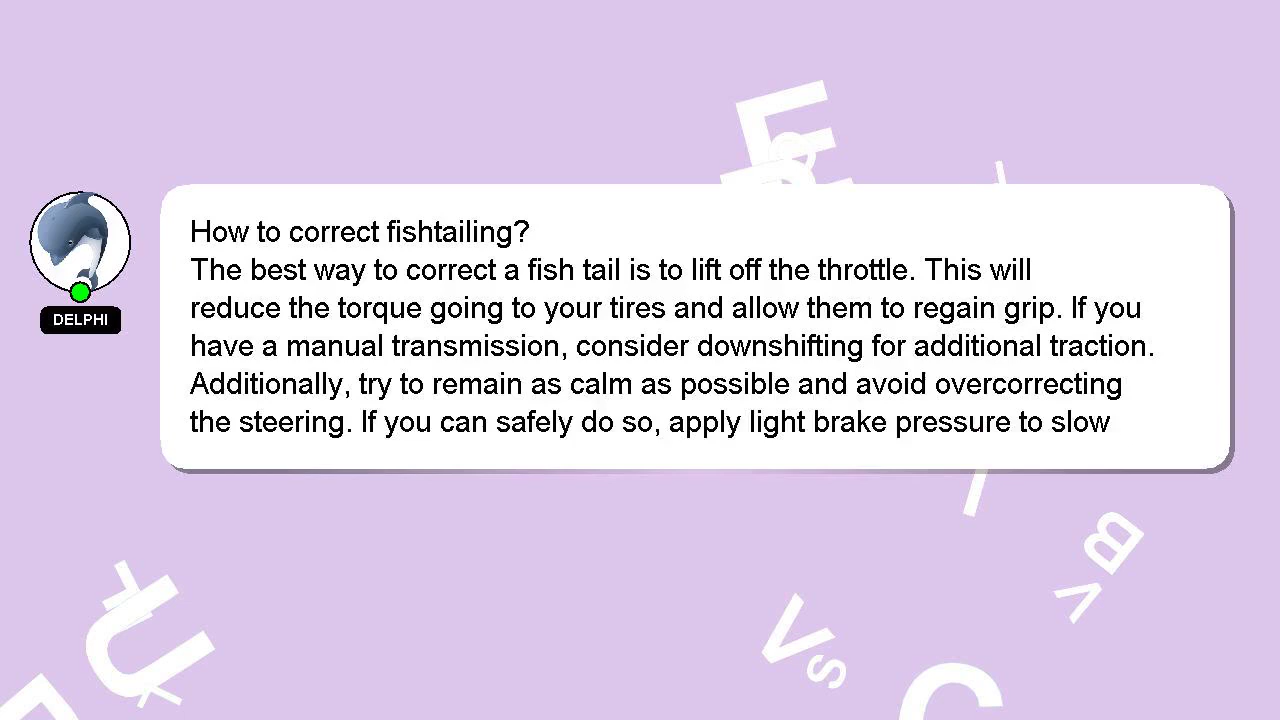 How to correct fishtailing?
The best way to correct a fish tail is to lift off the throttle. This will
reduce the torque going to your tires and allow them to regain grip. If you
have a manual transmission, consider downshifting for additional traction.
Additionally, try to remain as calm as possible and avoid overcorrecting
the steering. If you can safely do so, apply light brake pressure to slow
DELPHI